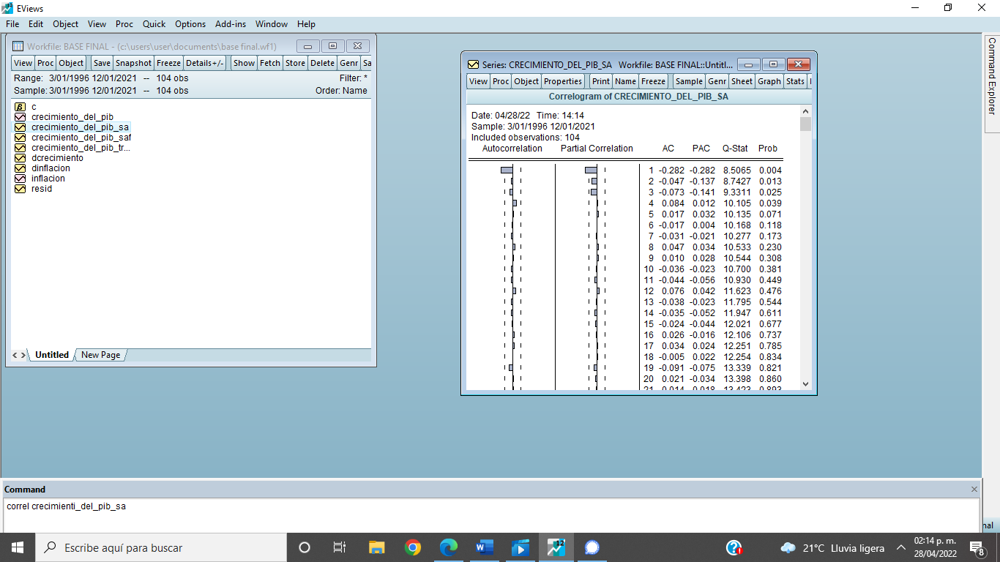 EViews
File Edit Object View Proc Quick Options Add-ins Window Help
Workfile: BASE FINAL - (c:\users\user\documents\base final.wf1)
View Proc Object Save Snapshot Freeze Details+/- Show Fetch Store Delete Genr Sa
Range: 3/01/1996 12/01/2021 -- 104 obs Filter: *
Sample: 3/01/1996 12/01/2021 -- 104 obs Order: Name
c
crecimiento_del_pib
crecimiento_del_pib_sa
crecimiento_del_pib_saf
crecimiento_del_pib_tr...
dcrecimiento
dinflacion
inflacion
resid
Untitled New Page
Series: CRECIMIENTO_DEL_PIB_SA Workfile: BASE FINAL::Untitl...
View Proc Object Properties Print Name Freeze Sample Genr Sheet Graph Stats
Correlogram of CRECIMIENTO_DEL_PIB_SA
Date: 04/28/22 Time: 14:14
Sample: 3/01/1996 12/01/2021
Included observations: 104
Autocorrelation Partial Correlation AC PAC Q-Stat Prob
1 -0.282 -0.282 8.5065 0.004
2 -0.047 -0.137 8.7427 0.013
3 -0.073 -0.141 9.3311 0.025
4 0.084 0.012 10.105 0.039
5 0.017 0.032 10.135 0.071
6 -0.017 0.004 10.168 0.118
7 -0.031 -0.021 10.277 0.173
8 0.047 0.034 10.533 0.230
9 0.010 0.028 10.544 0.308
10 -0.036 -0.023 10.700 0.381
11 -0.044 -0.056 10.930 0.449
12 0.076 0.042 11.623 0.476
13 -0.038 -0.023 11.795 0.544
14 -0.035 -0.052 11.947 0.611
15 -0.024 -0.044 12.021 0.677
16 0.026 -0.016 12.106 0.737
17 0.034 0.024 12.251 0.785
18 -0.005 0.022 12.254 0.834
19 -0.091 -0.075 13.339 0.821
20 0.021 -0.034 13.398 0.860
21 0.014 0.018 13.423 0.893
Command Explorer
Command
correl crecimienti_del_pib_sa
nal
Escribe aquí para buscar
12
21°C Lluvia ligera
02:14 p. m.
28/04/2022
8